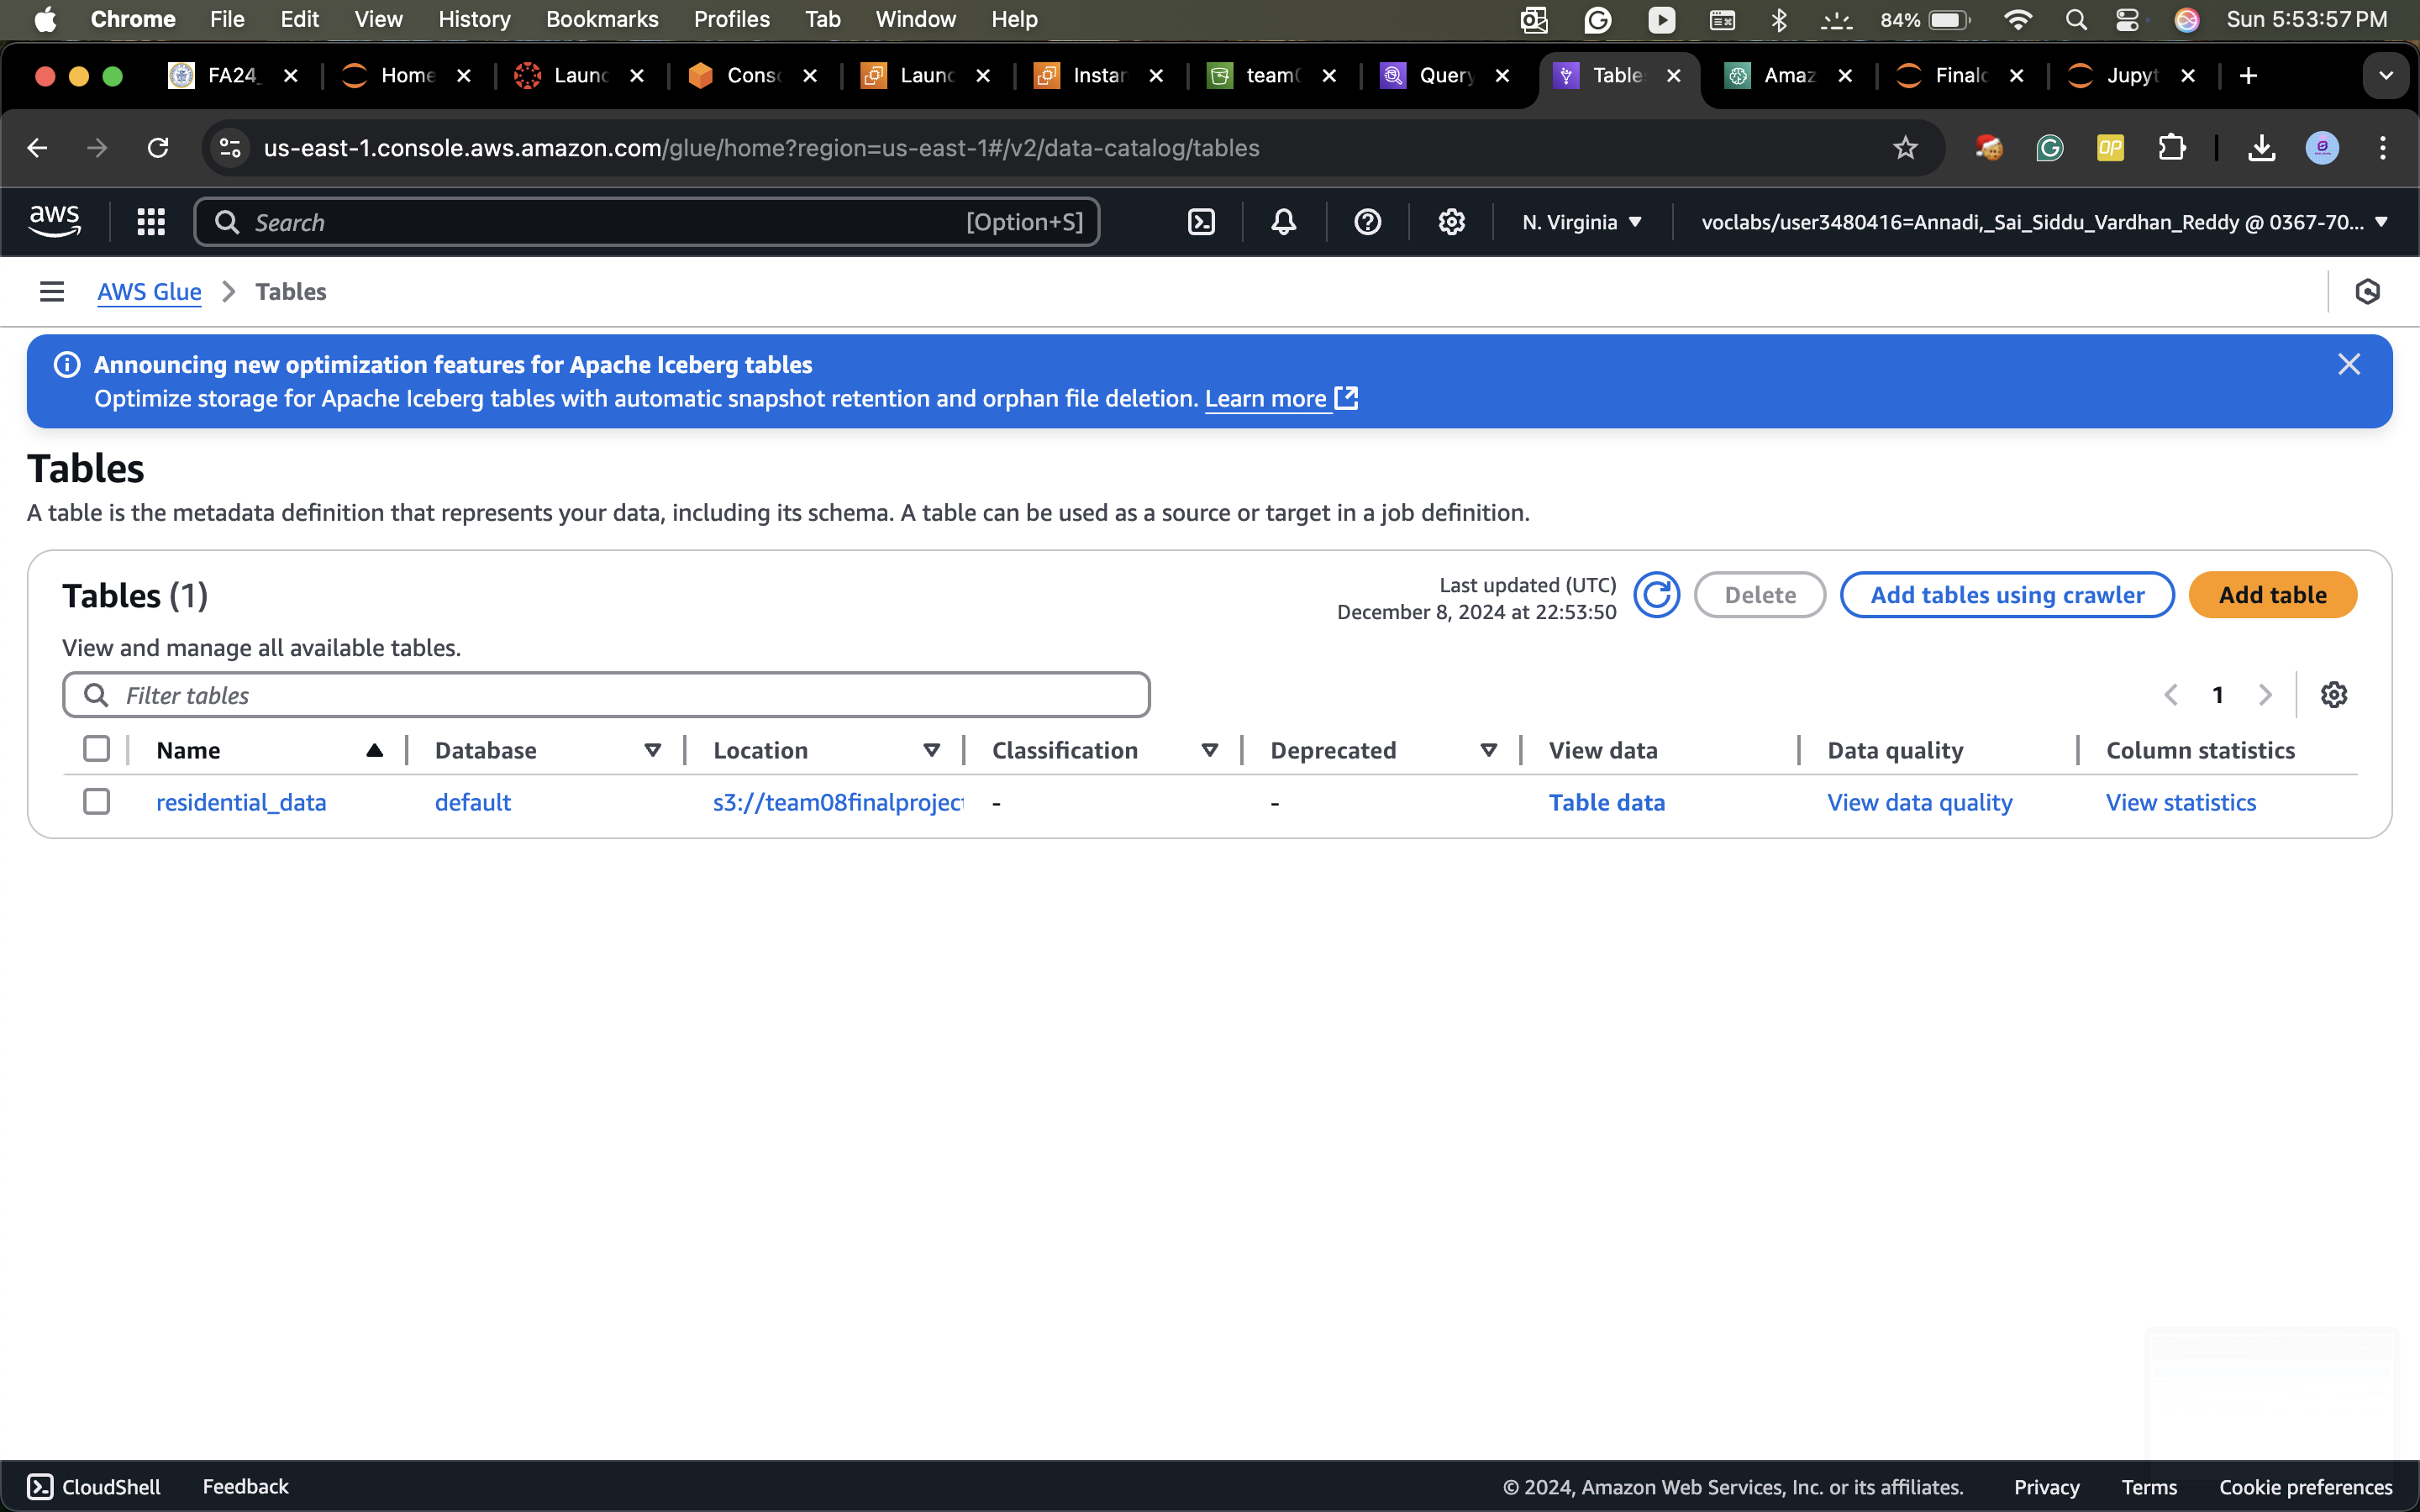 Chrome File Edit View History Bookmarks Profiles Tab Window Help 84% Sun 5:53:57 PM
FA24_ Home Launc Conso Launc Instan team0 Query Table Amaz Finalc Jupyt
us-east-1.console.aws.amazon.com/glue/home?region=us-east-1#/v2/data-catalog/tables OP
aws Search [Option+S] N. Virginia voclabs/user3480416=Annadi,_Sai_Siddu_Vardhan_Reddy @ 0367-70...
AWS Glue Tables
Announcing new optimization features for Apache Iceberg tables
Optimize storage for Apache Iceberg tables with automatic snapshot retention and orphan file deletion. Learn more
Tables
A table is the metadata definition that represents your data, including its schema. A table can be used as a source or target in a job definition.
Tables (1)
Last updated (UTC)
December 8, 2024 at 22:53:50
Delete Add tables using crawler Add table
View and manage all available tables.
Filter tables 1
Name Database Location Classification Deprecated View data Data quality Column statistics
residential_data default s3://team08finalproject - - Table data View data quality View statistics
CloudShell Feedback © 2024, Amazon Web Services, Inc. or its affiliates. Privacy Terms Cookie preferences